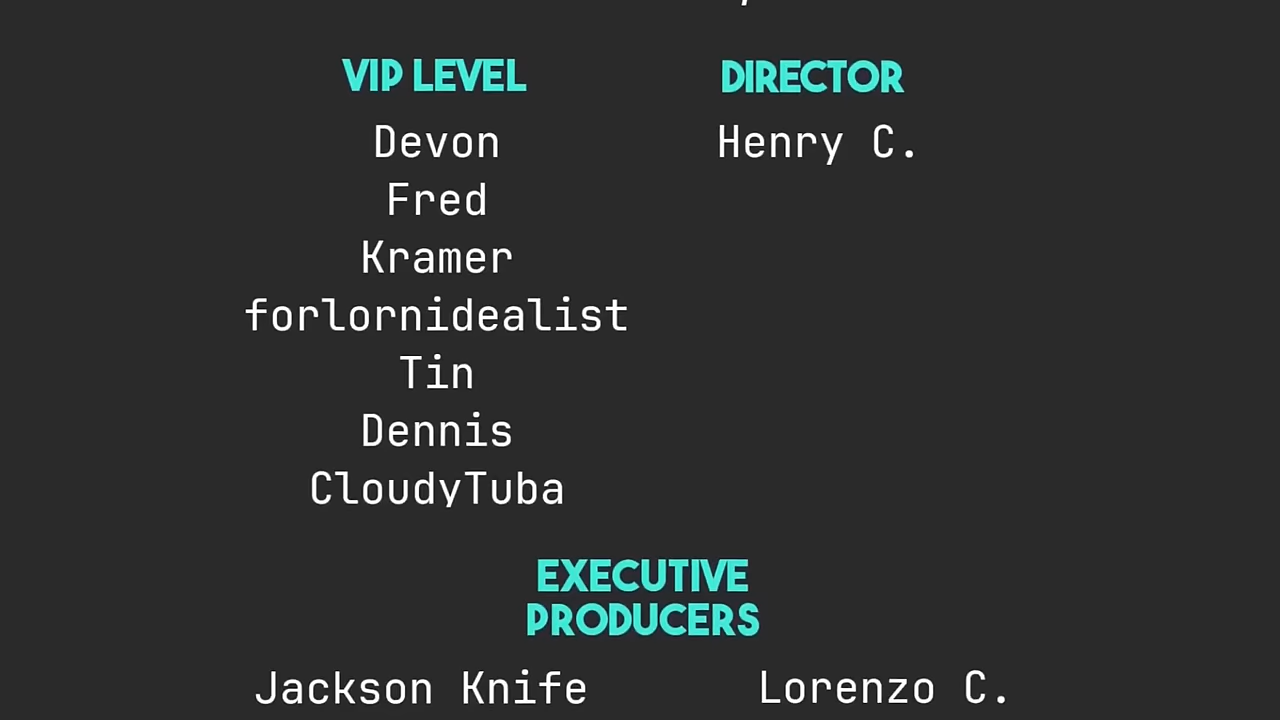 VIP LEVEL
Devon
Fred
Kramer
forlornidealist
Tin
Dennis
CloudyTuba
DIRECTOR
Henry C.
EXECUTIVE
PRODUCERS
Jackson Knife
Lorenzo C.